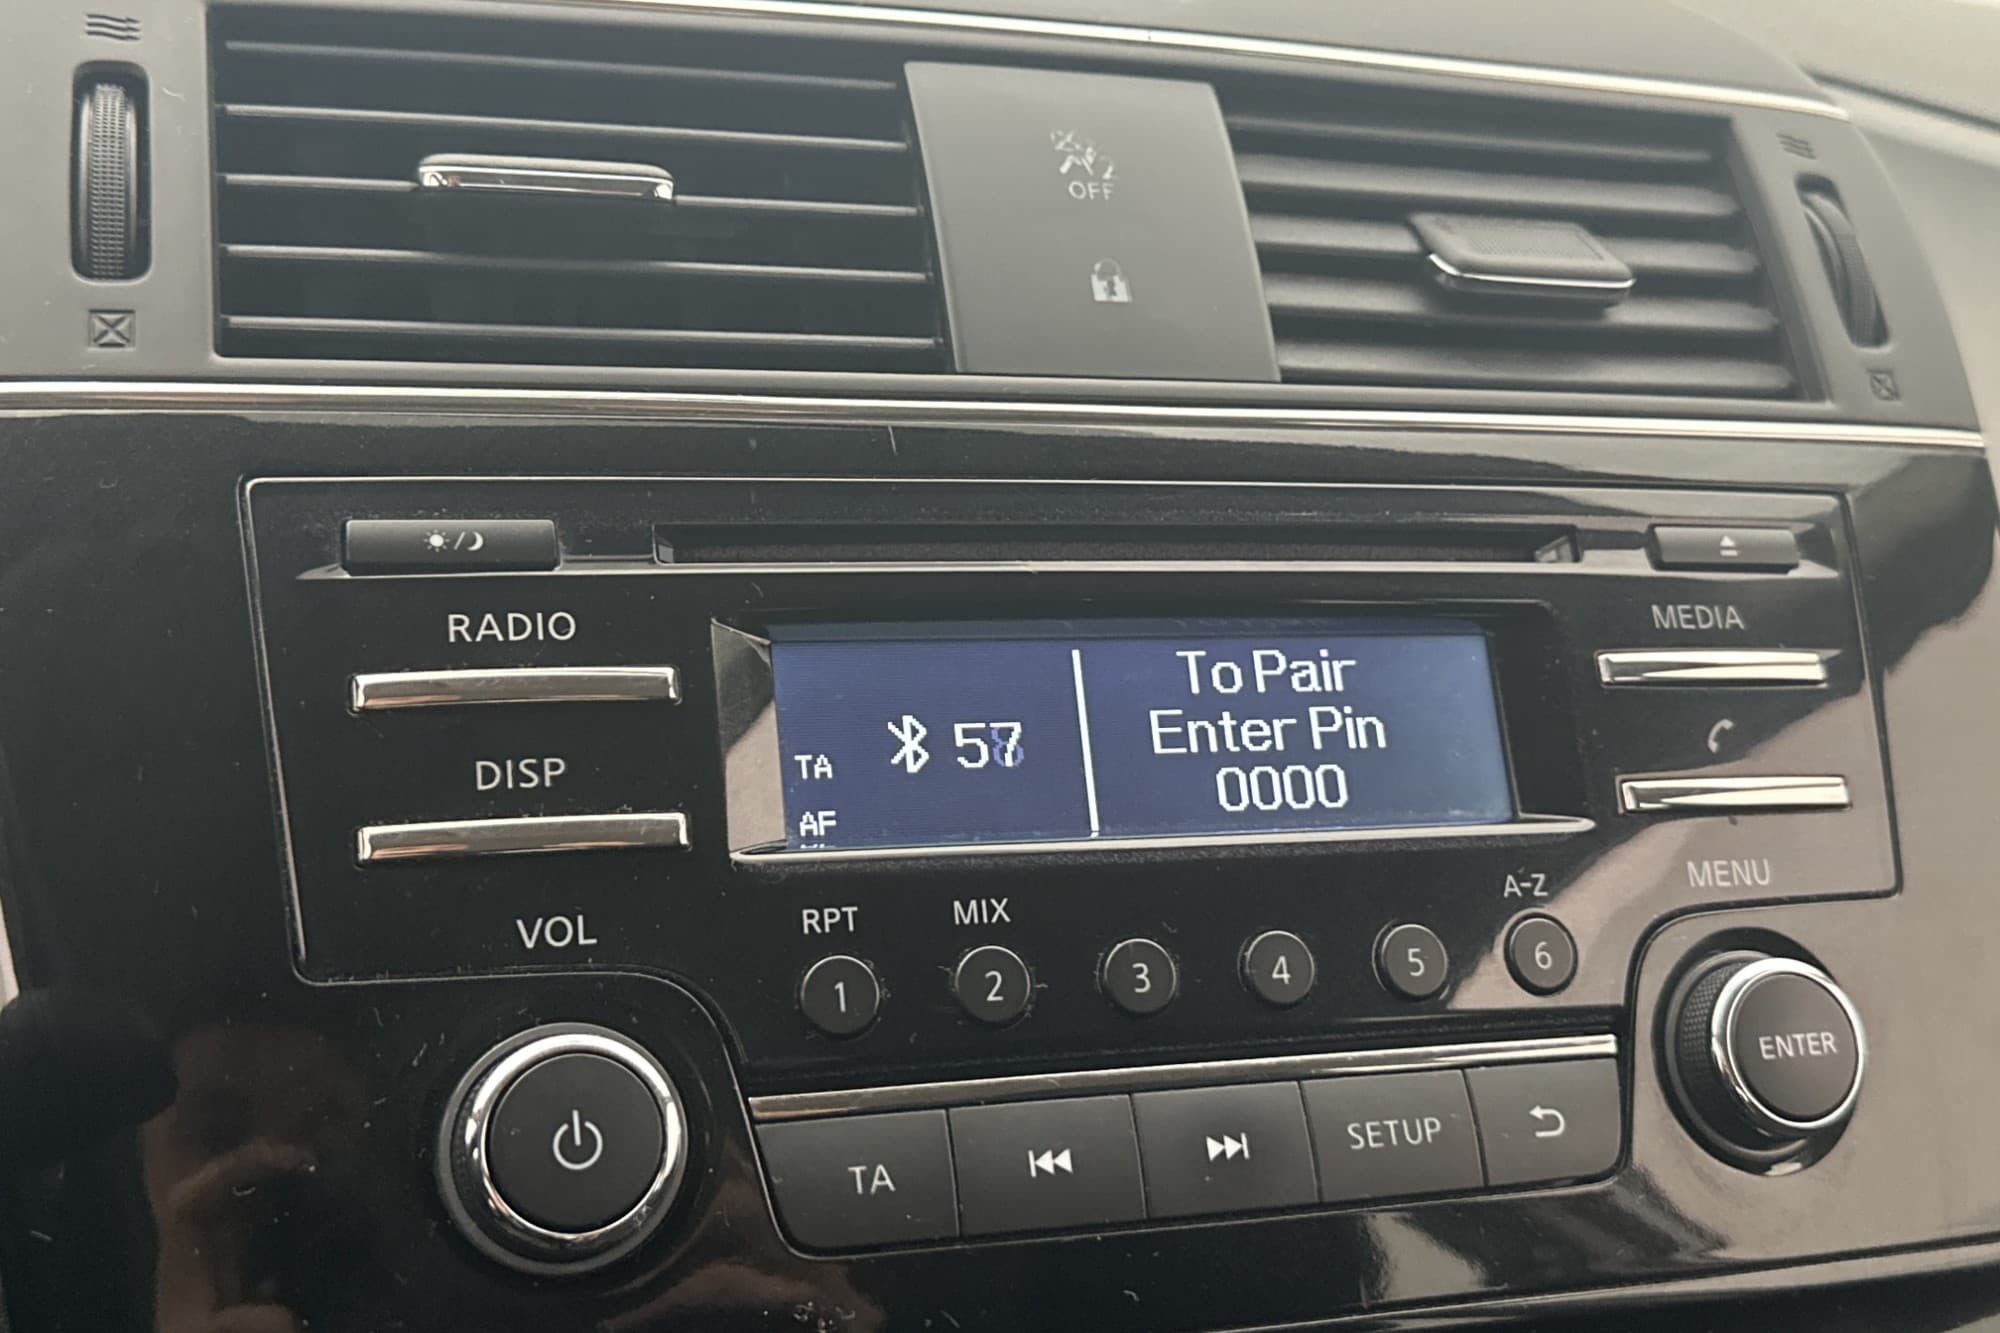 OFF
RADIO
MEDIA
DISP
TA
AF
57
To Pair
Enter Pin
0000
MENU
VOL
RPT
MIX
A-Z
1
2
3
4
5
6
ENTER
TA
SETUP